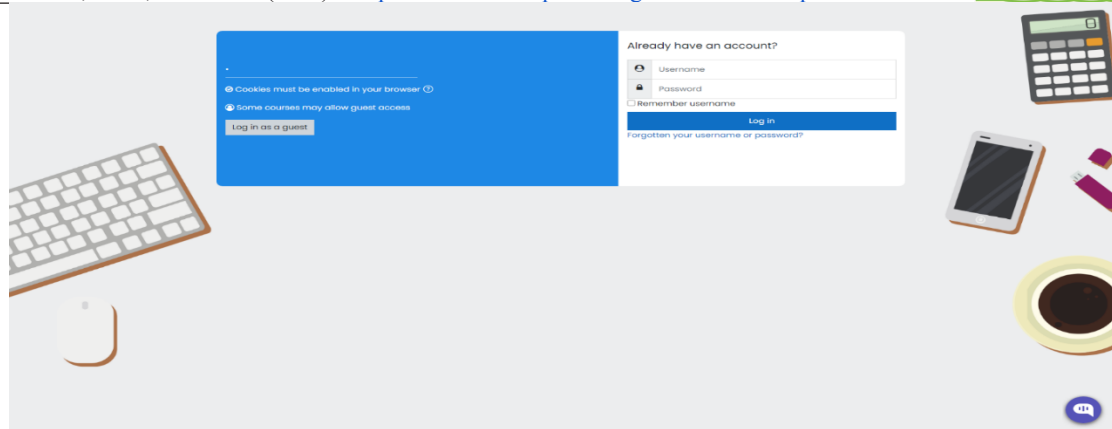 .
Cookies must be enabled in your browser
Some courses may allow guest access
Log in as a guest
Already have an account?
Username
Password
Remember username
Log in
Forgotten your username or password?
0